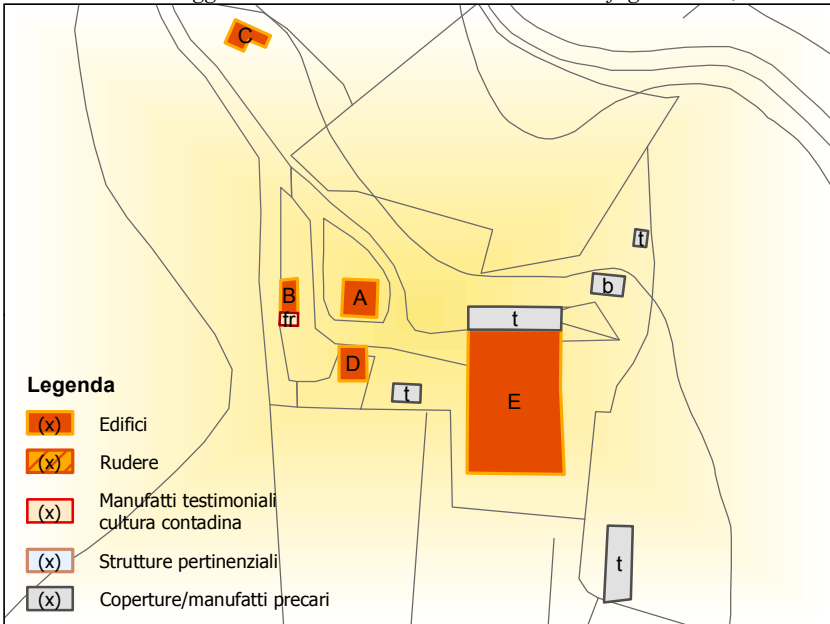 C
t
b
B
A
fr
t
D
t
E
t
Legenda
(x) Edifici
(x) Rudere
(x) Manufatti testimoniali
cultura contadina
(x) Strutture pertinenziali
(x) Coperture/manufatti precari